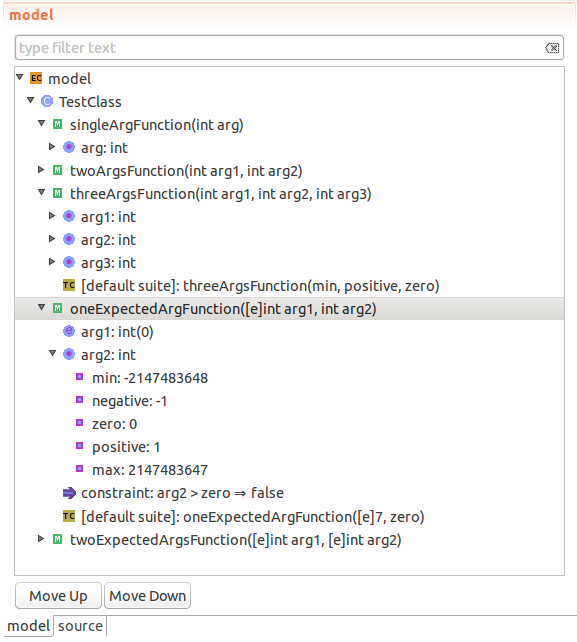 model
type filter text
EC model
C TestClass
M singleArgFunction(int arg)
arg: int
M twoArgsFunction(int arg1, int arg2)
M threeArgsFunction(int arg1, int arg2, int arg3)
arg1: int
arg2: int
arg3: int
TC [default suite]: threeArgsFunction(min, positive, zero)
M oneExpectedArgFunction([e]int arg1, int arg2)
e arg1: int(0)
arg2: int
min: -2147483648
negative: -1
zero: 0
positive: 1
max: 2147483647
constraint: arg2 > zero ⇒ false
TC [default suite]: oneExpectedArgFunction([e]7, zero)
M twoExpectedArgsFunction([e]int arg1, [e]int arg2)
Move Up Move Down
model source